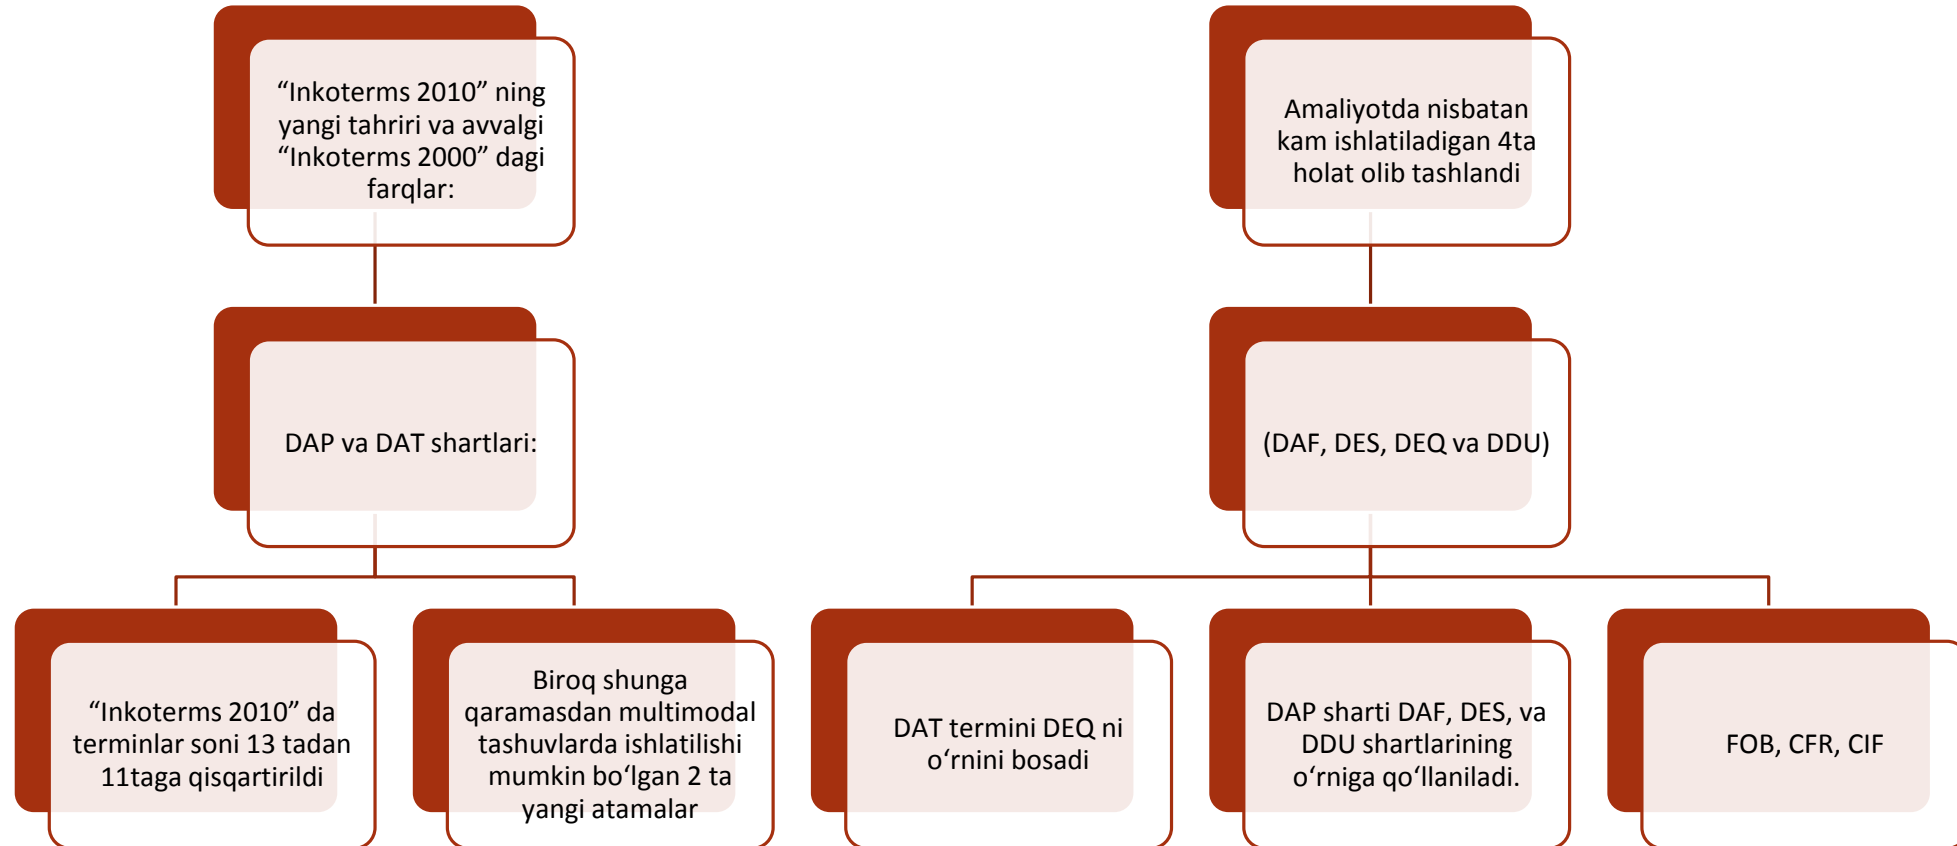 “Inkoterms 2010” ning
yangi tahriri va avvalgi
“Inkoterms 2000” dagi
farqlar:
DAP va DAT shartlari:
“Inkoterms 2010” da
terminlar soni 13 tadan
11taga qisqartirildi
Biroq shunga
qaramasdan multimodal
tashuvlarda ishlatilishi
mumkin bo‘lgan 2 ta
yangi atamalar
Amaliyotda nisbatan
kam ishlatiladigan 4ta
holat olib tashlandi
(DAF, DES, DEQ va DDU)
DAT termini DEQ ni
o‘rnini bosadi
DAP sharti DAF, DES, va
DDU shartlarining
o‘rniga qo‘llaniladi.
FOB, CFR, CIF